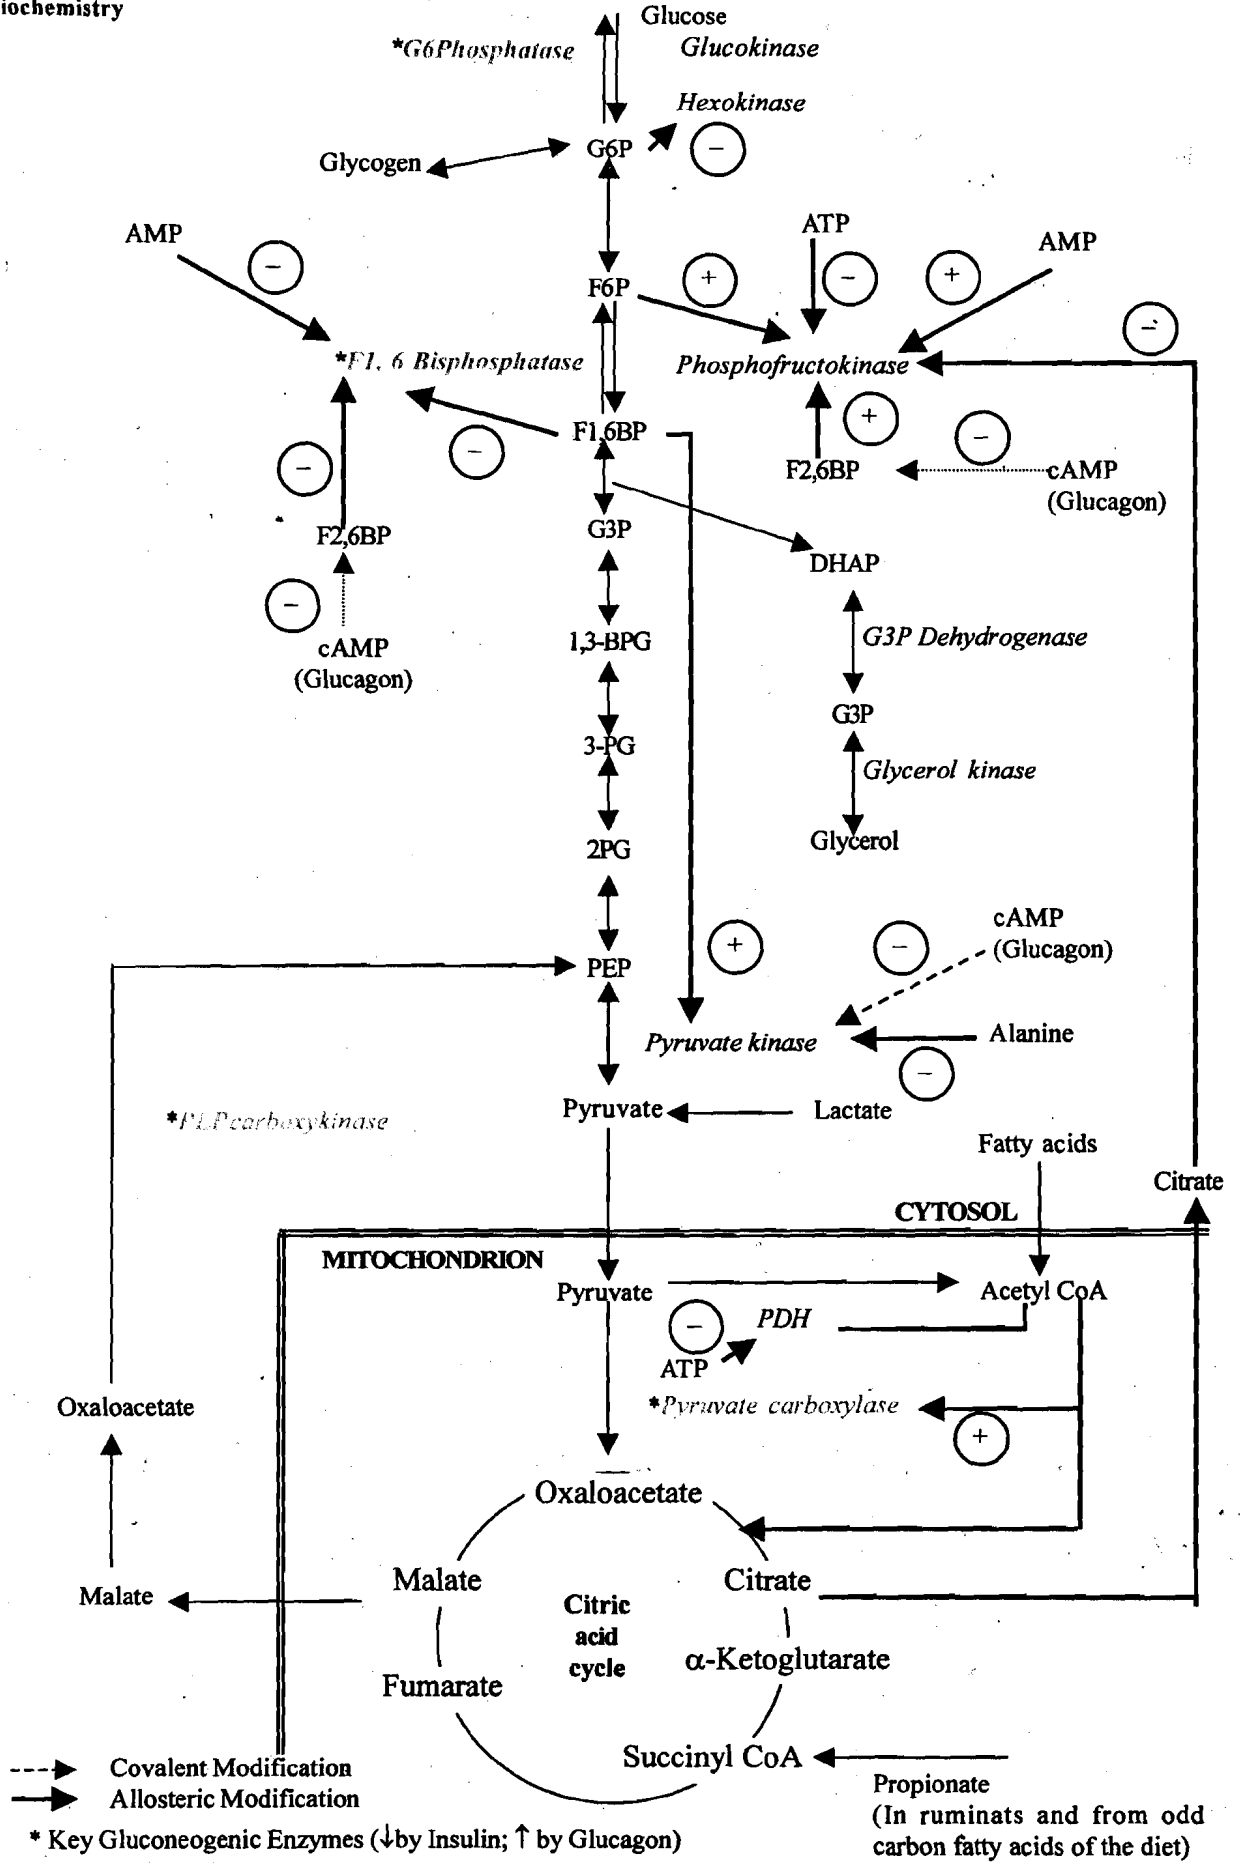 iochemistry
Glucose
*G6Phosphatase
Glucokinase
Hexokinase
G6P
−
Glycogen
AMP
−
ATP
−
+
AMP
F6P
+
−
*F1, 6 Bisphosphatase
Phosphofructokinase
F1,6BP
−
+
−
−
F2,6BP
cAMP
(Glucagon)
G3P
F2,6BP
DHAP
−
1,3-BPG
G3P Dehydrogenase
cAMP
(Glucagon)
G3P
3-PG
Glycerol kinase
2PG
Glycerol
cAMP
(Glucagon)
+
−
PEP
Pyruvate kinase
Alanine
−
Pyruvate
Lactate
*PEPcarboxykinase
Fatty acids
Citrate
CYTOSOL
MITOCHONDRION
Pyruvate
Acetyl CoA
−
PDH
ATP
Oxaloacetate
*Pyruvate carboxylase
+
Oxaloacetate
Malate
Malate
Citrate
Citric
acid
cycle
α-Ketoglutarate
Fumarate
Succinyl CoA
Covalent Modification
Propionate
Allosteric Modification
(In ruminats and from odd
carbon fatty acids of the diet)
* Key Gluconeogenic Enzymes (↓by Insulin; ↑ by Glucagon)